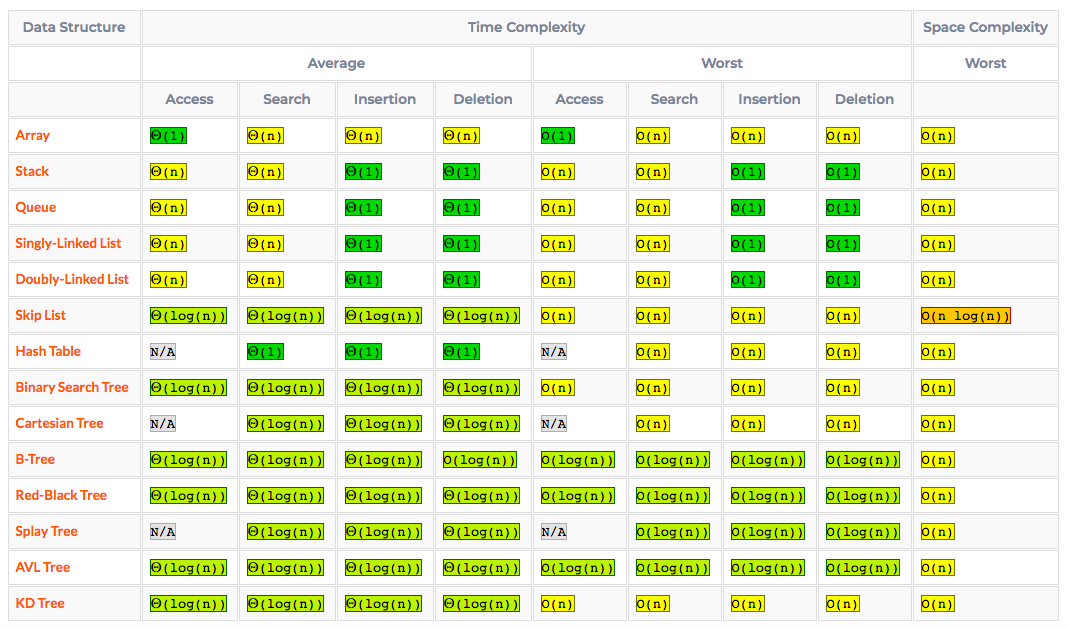 Data Structure Time Complexity Space Complexity
Average Worst Worst
Access Search Insertion Deletion Access Search Insertion Deletion
Array Θ(1) Θ(n) Θ(n) Θ(n) O(1) O(n) O(n) O(n) O(n)
Stack Θ(n) Θ(n) Θ(1) Θ(1) O(n) O(n) O(1) O(1) O(n)
Queue Θ(n) Θ(n) Θ(1) Θ(1) O(n) O(n) O(1) O(1) O(n)
Singly-Linked List Θ(n) Θ(n) Θ(1) Θ(1) O(n) O(n) O(1) O(1) O(n)
Doubly-Linked List Θ(n) Θ(n) Θ(1) Θ(1) O(n) O(n) O(1) O(1) O(n)
Skip List Θ(log(n)) Θ(log(n)) Θ(log(n)) Θ(log(n)) O(n) O(n) O(n) O(n) O(n log(n))
Hash Table N/A Θ(1) Θ(1) Θ(1) N/A O(n) O(n) O(n) O(n)
Binary Search Tree Θ(log(n)) Θ(log(n)) Θ(log(n)) Θ(log(n)) O(n) O(n) O(n) O(n) O(n)
Cartesian Tree N/A Θ(log(n)) Θ(log(n)) Θ(log(n)) N/A O(n) O(n) O(n) O(n)
B-Tree Θ(log(n)) Θ(log(n)) Θ(log(n)) O(log(n)) O(log(n)) O(log(n)) O(log(n)) O(log(n)) O(n)
Red-Black Tree Θ(log(n)) Θ(log(n)) Θ(log(n)) Θ(log(n)) O(log(n)) O(log(n)) O(log(n)) O(log(n)) O(n)
Splay Tree N/A Θ(log(n)) Θ(log(n)) Θ(log(n)) N/A O(log(n)) O(log(n)) O(log(n)) O(n)
AVL Tree Θ(log(n)) Θ(log(n)) Θ(log(n)) Θ(log(n)) O(log(n)) O(log(n)) O(log(n)) O(log(n)) O(n)
KD Tree Θ(log(n)) Θ(log(n)) Θ(log(n)) Θ(log(n)) O(n) O(n) O(n) O(n) O(n)